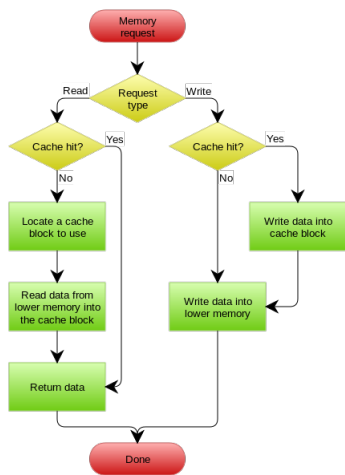 Memory
request
Read
Request
type
Write
Cache hit?
Yes
Cache hit?
Yes
No
No
Locate a cache
block to use
Write data into
cache block
Read data from
lower memory into
the cache block
Write data into
lower memory
Return data
Done